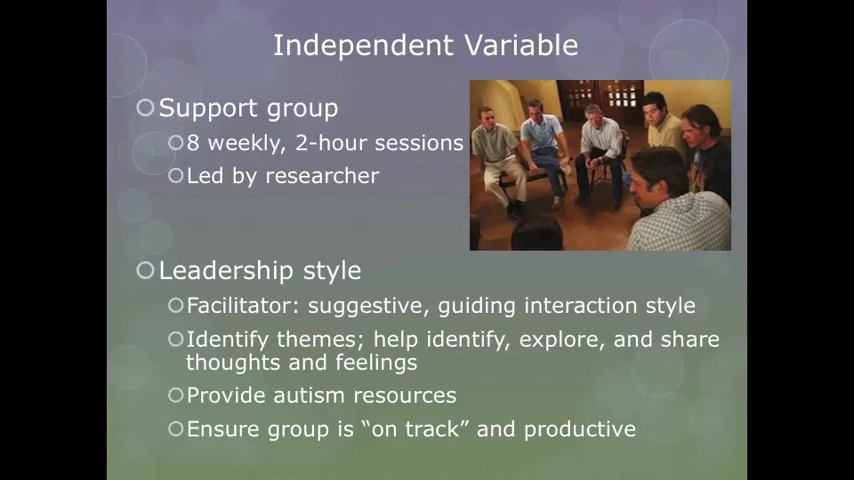 Independent Variable
Support group
8 weekly, 2-hour sessions
Led by researcher
Leadership style
Facilitator: suggestive, guiding interaction style
Identify themes; help identify, explore, and share
thoughts and feelings
Provide autism resources
Ensure group is “on track” and productive